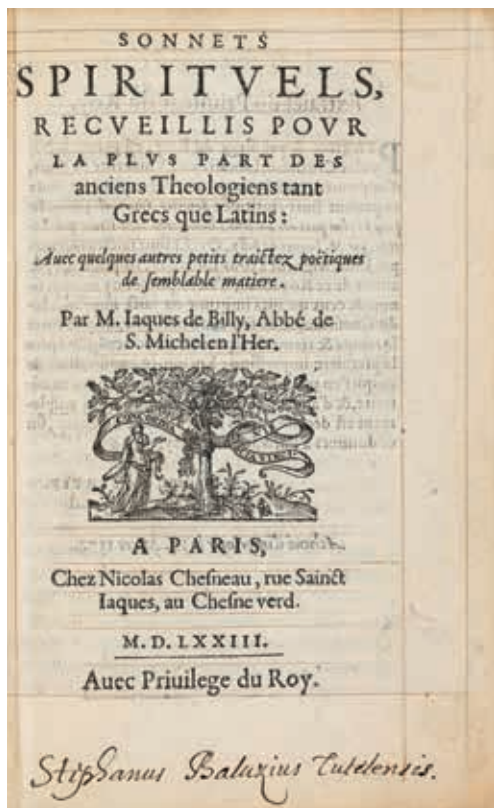 SONNETS
SPIRITVELS,
RECVEILLIS POVR
LA PLVS PART DES
anciens Theologiens tant
Grecs que Latins:
Auec quelques autres petits traictez poëtiques
de ſemblable matiere.
Par M. Iaques de Billy, Abbé de
S. Michel en l'Her.
A PARIS,
Chez Nicolas Cheſneau, rue Sainct
Iaques, au Cheſne verd.
M. D. LXXIII.
Auec Priuilege du Roy.
Stephanus Baluzius Tutelensis.